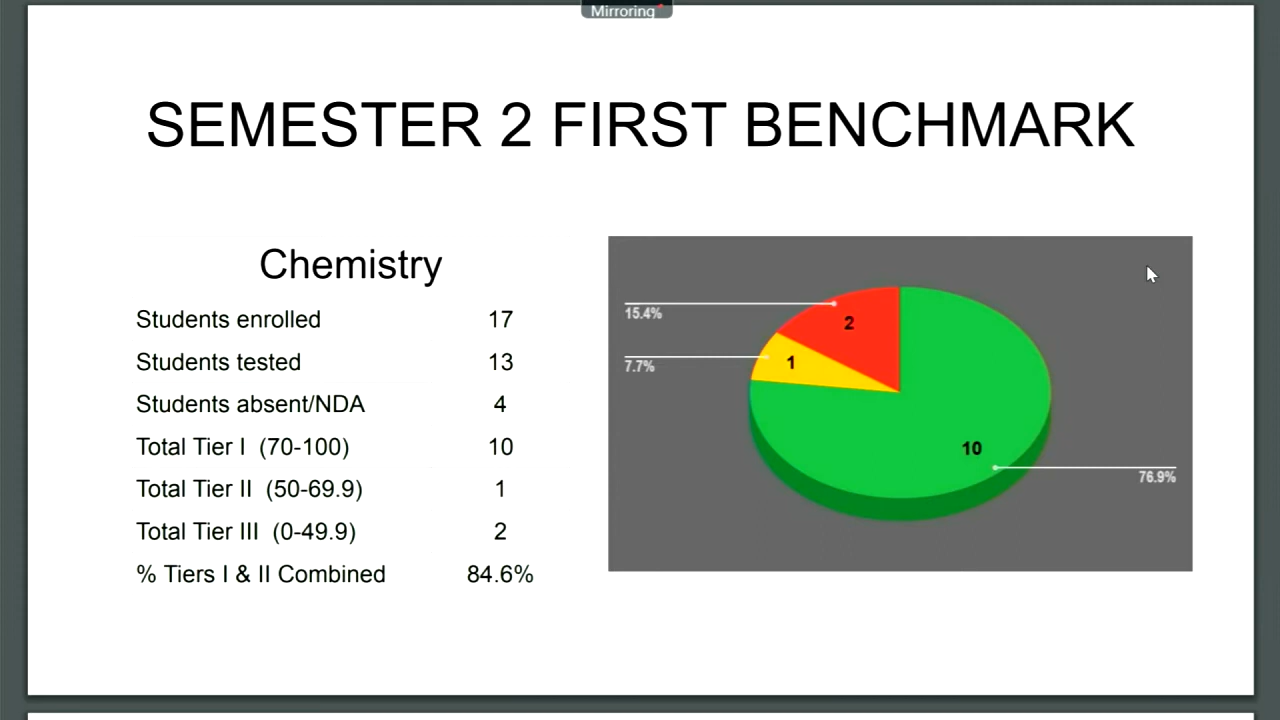 Mirroring
SEMESTER 2 FIRST BENCHMARK
Chemistry
Students enrolled 17
Students tested 13
Students absent/NDA 4
Total Tier I (70-100) 10
Total Tier II (50-69.9) 1
Total Tier III (0-49.9) 2
% Tiers I & II Combined 84.6%
15.4%
2
7.7%
1
10
76.9%